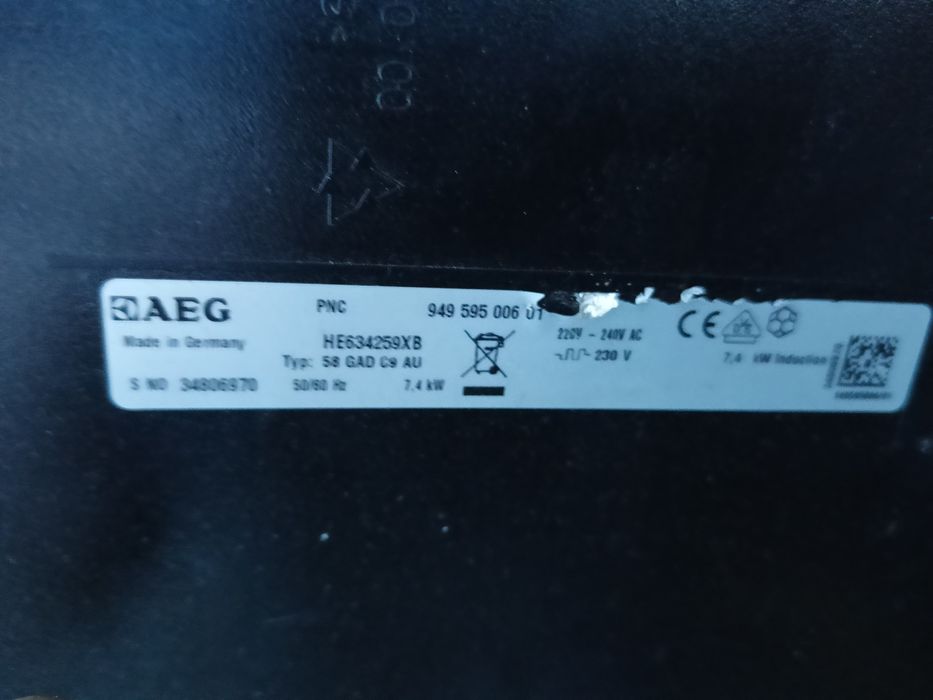 AEG
PNC 949 595 006 01
Made in Germany
HE634259XB
Typ: 58 GAD C9 AU
S NO 34806970
50/60 Hz 7,4 kW
220V - 240V AC
230 V
CE
7,4 kW Induction